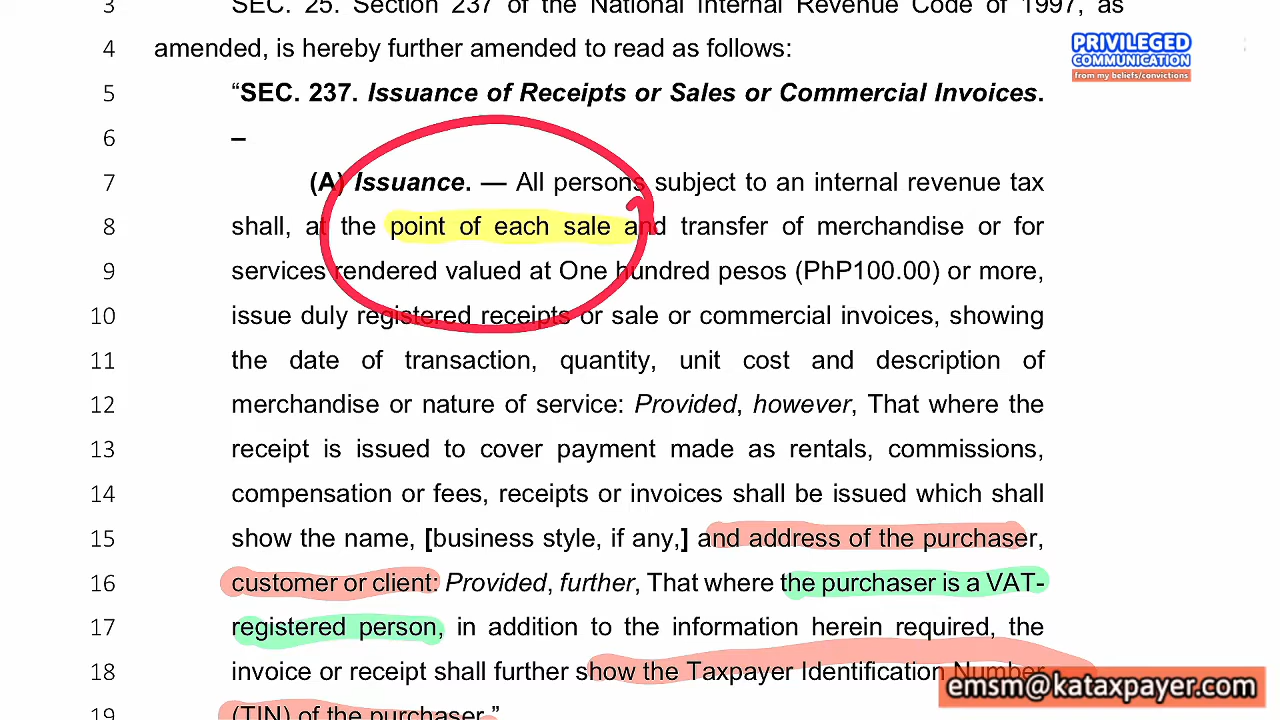 3 SEC. 25. Section 237 of the National Internal Revenue Code of 1997, as
4 amended, is hereby further amended to read as follows:
PRIVILEGED
COMMUNICATION
from my beliefs/convictions
5 “SEC. 237. Issuance of Receipts or Sales or Commercial Invoices.
6 –
7 (A) Issuance. — All persons subject to an internal revenue tax
8 shall, at the point of each sale and transfer of merchandise or for
9 services rendered valued at One hundred pesos (PhP100.00) or more,
10 issue duly registered receipts or sale or commercial invoices, showing
11 the date of transaction, quantity, unit cost and description of
12 merchandise or nature of service: Provided, however, That where the
13 receipt is issued to cover payment made as rentals, commissions,
14 compensation or fees, receipts or invoices shall be issued which shall
15 show the name, [business style, if any,] and address of the purchaser,
16 customer or client: Provided, further, That where the purchaser is a VAT-
17 registered person, in addition to the information herein required, the
18 invoice or receipt shall further show the Taxpayer Identification Number
19 (TIN) of the purchaser.”
emsm@kataxpayer.com